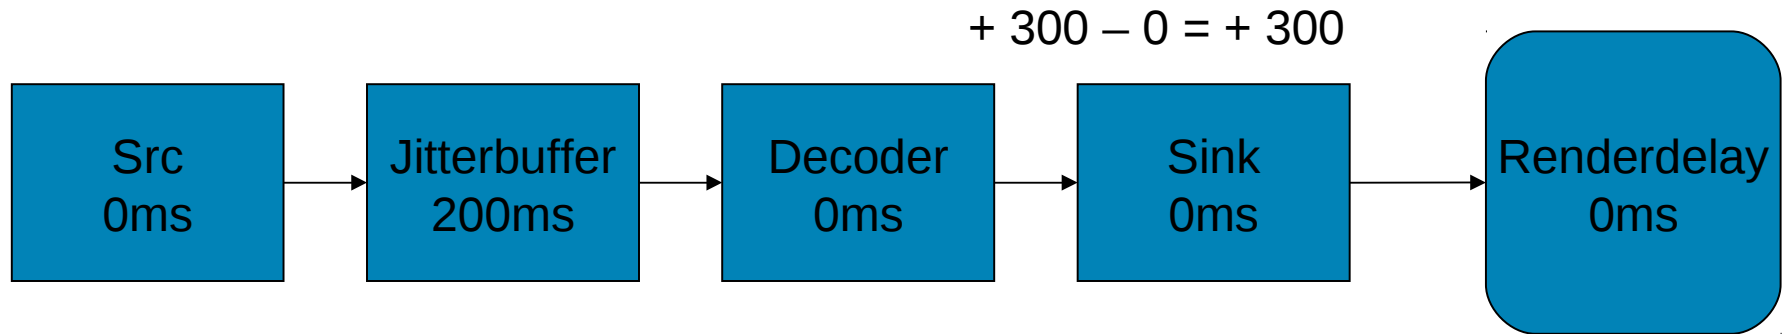 + 300 – 0 = + 300
Src
0ms
Jitterbuffer
200ms
Decoder
0ms
Sink
0ms
Renderdelay
0ms